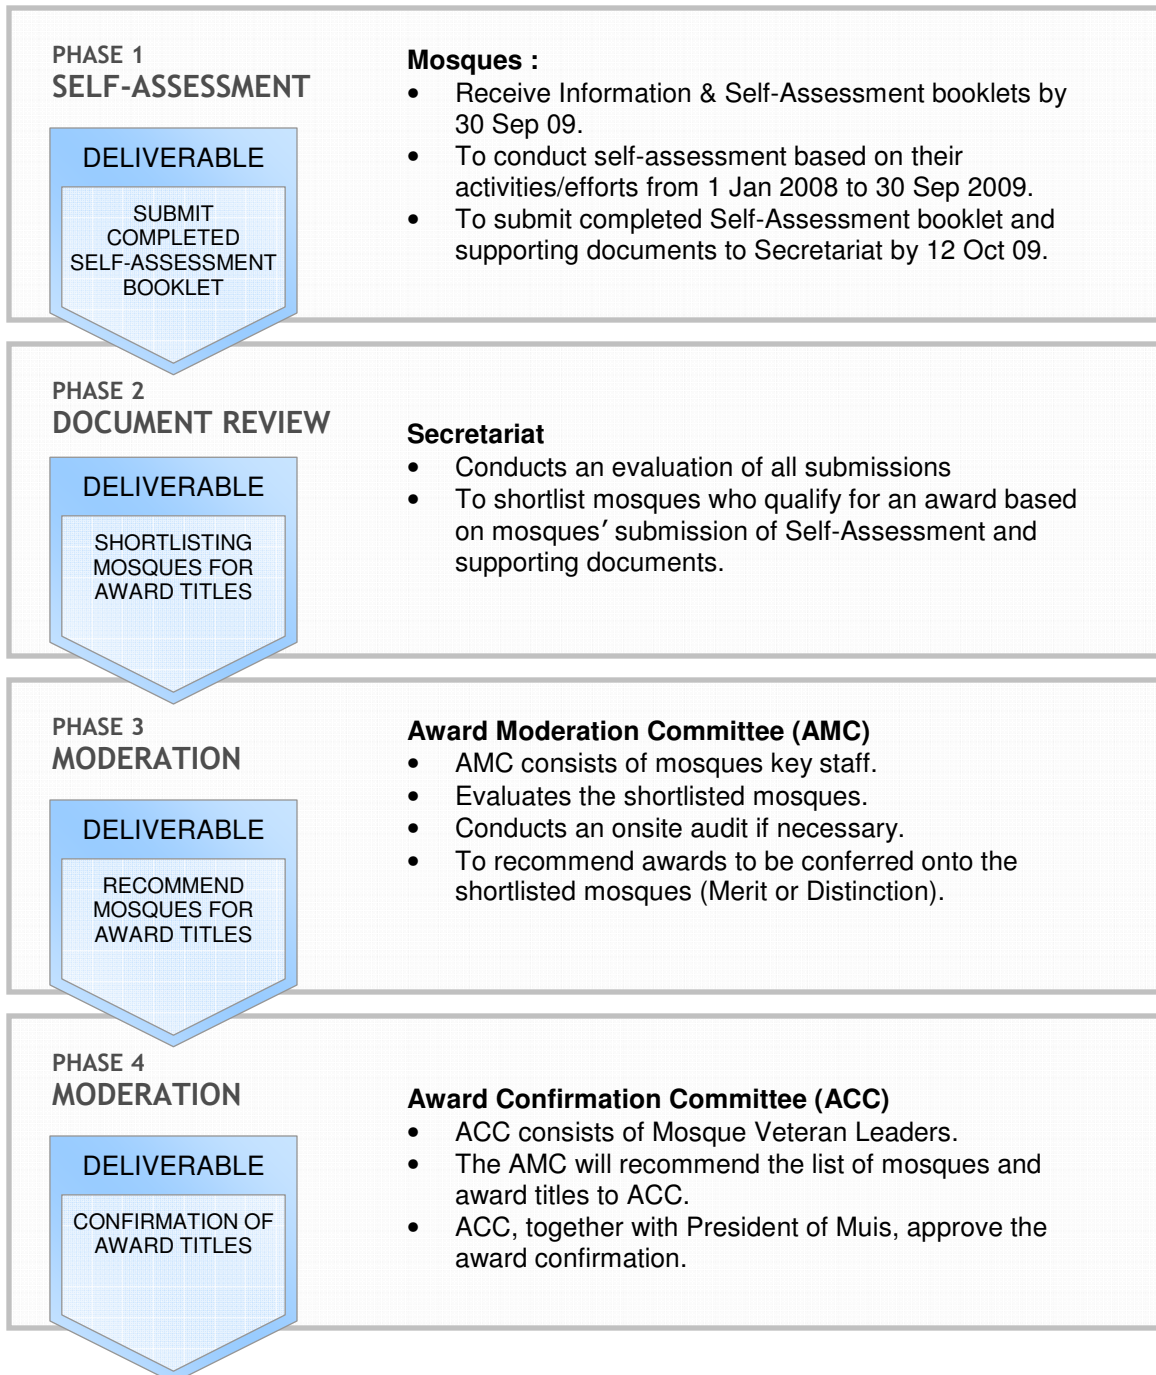 PHASE 1
SELF-ASSESSMENT
DELIVERABLE
SUBMIT
COMPLETED
SELF-ASSESSMENT
BOOKLET
Mosques :
• Receive Information & Self-Assessment booklets by
30 Sep 09.
• To conduct self-assessment based on their
activities/efforts from 1 Jan 2008 to 30 Sep 2009.
• To submit completed Self-Assessment booklet and
supporting documents to Secretariat by 12 Oct 09.
PHASE 2
DOCUMENT REVIEW
DELIVERABLE
SHORTLISTING
MOSQUES FOR
AWARD TITLES
Secretariat
• Conducts an evaluation of all submissions
• To shortlist mosques who qualify for an award based
on mosques′ submission of Self-Assessment and
supporting documents.
PHASE 3
MODERATION
DELIVERABLE
RECOMMEND
MOSQUES FOR
AWARD TITLES
Award Moderation Committee (AMC)
• AMC consists of mosques key staff.
• Evaluates the shortlisted mosques.
• Conducts an onsite audit if necessary.
• To recommend awards to be conferred onto the
shortlisted mosques (Merit or Distinction).
PHASE 4
MODERATION
DELIVERABLE
CONFIRMATION OF
AWARD TITLES
Award Confirmation Committee (ACC)
• ACC consists of Mosque Veteran Leaders.
• The AMC will recommend the list of mosques and
award titles to ACC.
• ACC, together with President of Muis, approve the
award confirmation.